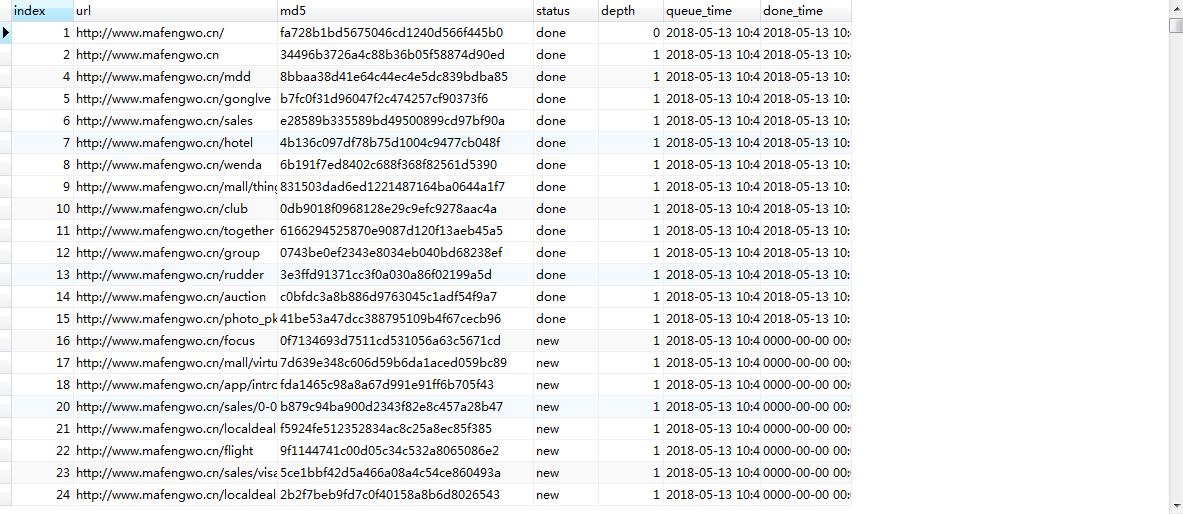 index url md5 status depth queue_time done_time
1 http://www.mafengwo.cn/ fa728b1bd5675046cd1240d566f445b0 done 0 2018-05-13 10:4 2018-05-13 10:
2 http://www.mafengwo.cn 34496b3726a4c88b36b05f58874d90ed done 1 2018-05-13 10:4 2018-05-13 10:
4 http://www.mafengwo.cn/mdd 8bbaa38d41e64c44ec4e5dc839bdba85 done 1 2018-05-13 10:4 2018-05-13 10:
5 http://www.mafengwo.cn/gonglve b7fc0f31d96047f2c474257cf90373f6 done 1 2018-05-13 10:4 2018-05-13 10:
6 http://www.mafengwo.cn/sales e28589b335589bd49500899cd97bf90a done 1 2018-05-13 10:4 2018-05-13 10:
7 http://www.mafengwo.cn/hotel 4b136c097df78b75d1004c9477cb048f done 1 2018-05-13 10:4 2018-05-13 10:
8 http://www.mafengwo.cn/wenda 6b191f7ed8402c688f368f82561d5390 done 1 2018-05-13 10:4 2018-05-13 10:
9 http://www.mafengwo.cn/mall/thing 831503dad6ed1221487164ba0644a1f7 done 1 2018-05-13 10:4 2018-05-13 10:
10 http://www.mafengwo.cn/club 0db9018f0968128e29c9efc9278aac4a done 1 2018-05-13 10:4 2018-05-13 10:
11 http://www.mafengwo.cn/together 6166294525870e9087d120f13aeb45a5 done 1 2018-05-13 10:4 2018-05-13 10:
12 http://www.mafengwo.cn/group 0743be0ef2343e8034eb040bd68238ef done 1 2018-05-13 10:4 2018-05-13 10:
13 http://www.mafengwo.cn/rudder 3e3ffd91371cc3f0a030a86f02199a5d done 1 2018-05-13 10:4 2018-05-13 10:
14 http://www.mafengwo.cn/auction c0bfdc3a8b886d9763045c1adf54f9a7 done 1 2018-05-13 10:4 2018-05-13 10:
15 http://www.mafengwo.cn/photo_pk 41be53a47dcc388795109b4f67cecb96 done 1 2018-05-13 10:4 2018-05-13 10:
16 http://www.mafengwo.cn/focus 0f7134693d7511cd531056a63c5671cd new 1 2018-05-13 10:4 0000-00-00 00:
17 http://www.mafengwo.cn/mall/virtu 7d639e348c606d59b6da1aced059bc89 new 1 2018-05-13 10:4 0000-00-00 00:
18 http://www.mafengwo.cn/app/intro fda1465c98a8a67d991e91ff6b705f43 new 1 2018-05-13 10:4 0000-00-00 00:
20 http://www.mafengwo.cn/sales/0-0 b879c94ba900d2343f82e8c457a28b47 new 1 2018-05-13 10:4 0000-00-00 00:
21 http://www.mafengwo.cn/localdeal f5924fe512352834ac8c25a8ec85f385 new 1 2018-05-13 10:4 0000-00-00 00:
22 http://www.mafengwo.cn/flight 9f1144741c00d05c34c532a8065086e2 new 1 2018-05-13 10:4 0000-00-00 00:
23 http://www.mafengwo.cn/sales/visa 5ce1bbf42d5a466a08a4c54ce860493a new 1 2018-05-13 10:4 0000-00-00 00:
24 http://www.mafengwo.cn/localdeal 2b2f7beb9fd7c0f40158a8b6d8026543 new 1 2018-05-13 10:4 0000-00-00 00: